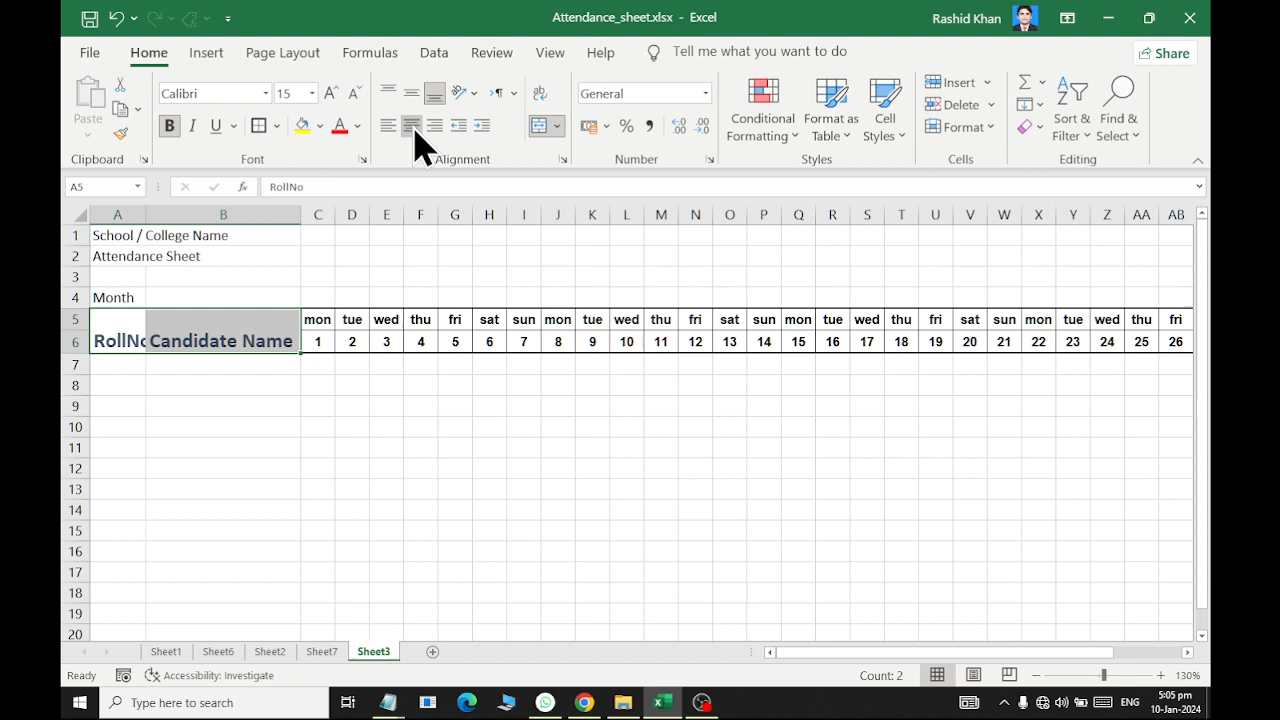 Attendance_sheet.xlsx - Excel
Rashid Khan
File Home Insert Page Layout Formulas Data Review View Help Tell me what you want to do Share
Paste
Calibri 15
B I U A
General
% 9
Conditional Formatting
Format as Table
Cell Styles
Insert
Delete
Format
Sort & Filter
Find & Select
Clipboard Font Alignment Number Styles Cells Editing
A5 fx RollNo
A B C D E F G H I J K L M N O P Q R S T U V W X Y Z AA AB
1 School / College Name
2 Attendance Sheet
3
4 Month
5 mon tue wed thu fri sat sun mon tue wed thu fri sat sun mon tue wed thu fri sat sun mon tue wed thu fri
6 RollNo Candidate Name 1 2 3 4 5 6 7 8 9 10 11 12 13 14 15 16 17 18 19 20 21 22 23 24 25 26
7
8
9
10
11
12
13
14
15
16
17
18
19
20
Sheet1 Sheet6 Sheet2 Sheet7 Sheet3
Ready Accessibility: Investigate Count: 2 130%
Type here to search
ENG
5:05 pm
10-Jan-2024